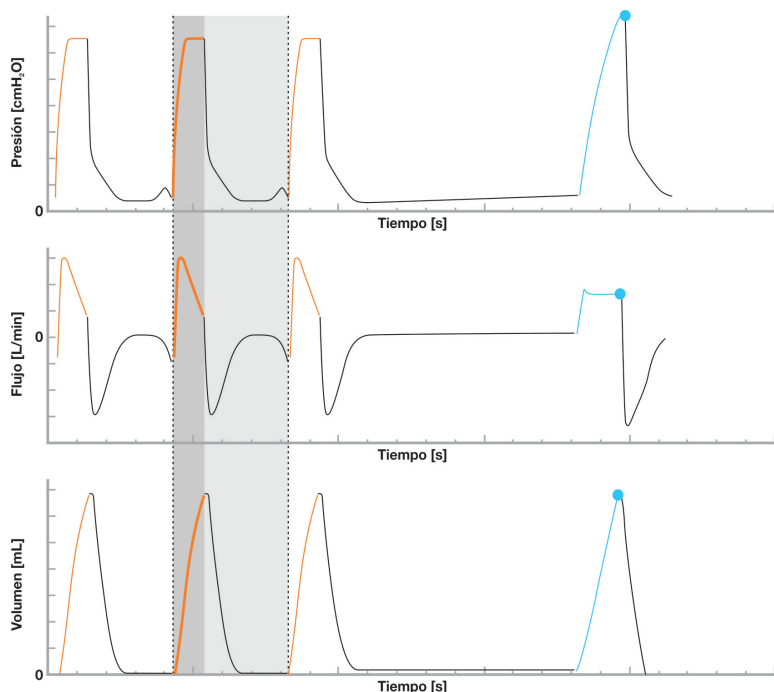 Presión [cmH₂O]
0
Tiempo [s]
Flujo [L/min]
0
Tiempo [s]
Volumen [mL]
0
Tiempo [s]